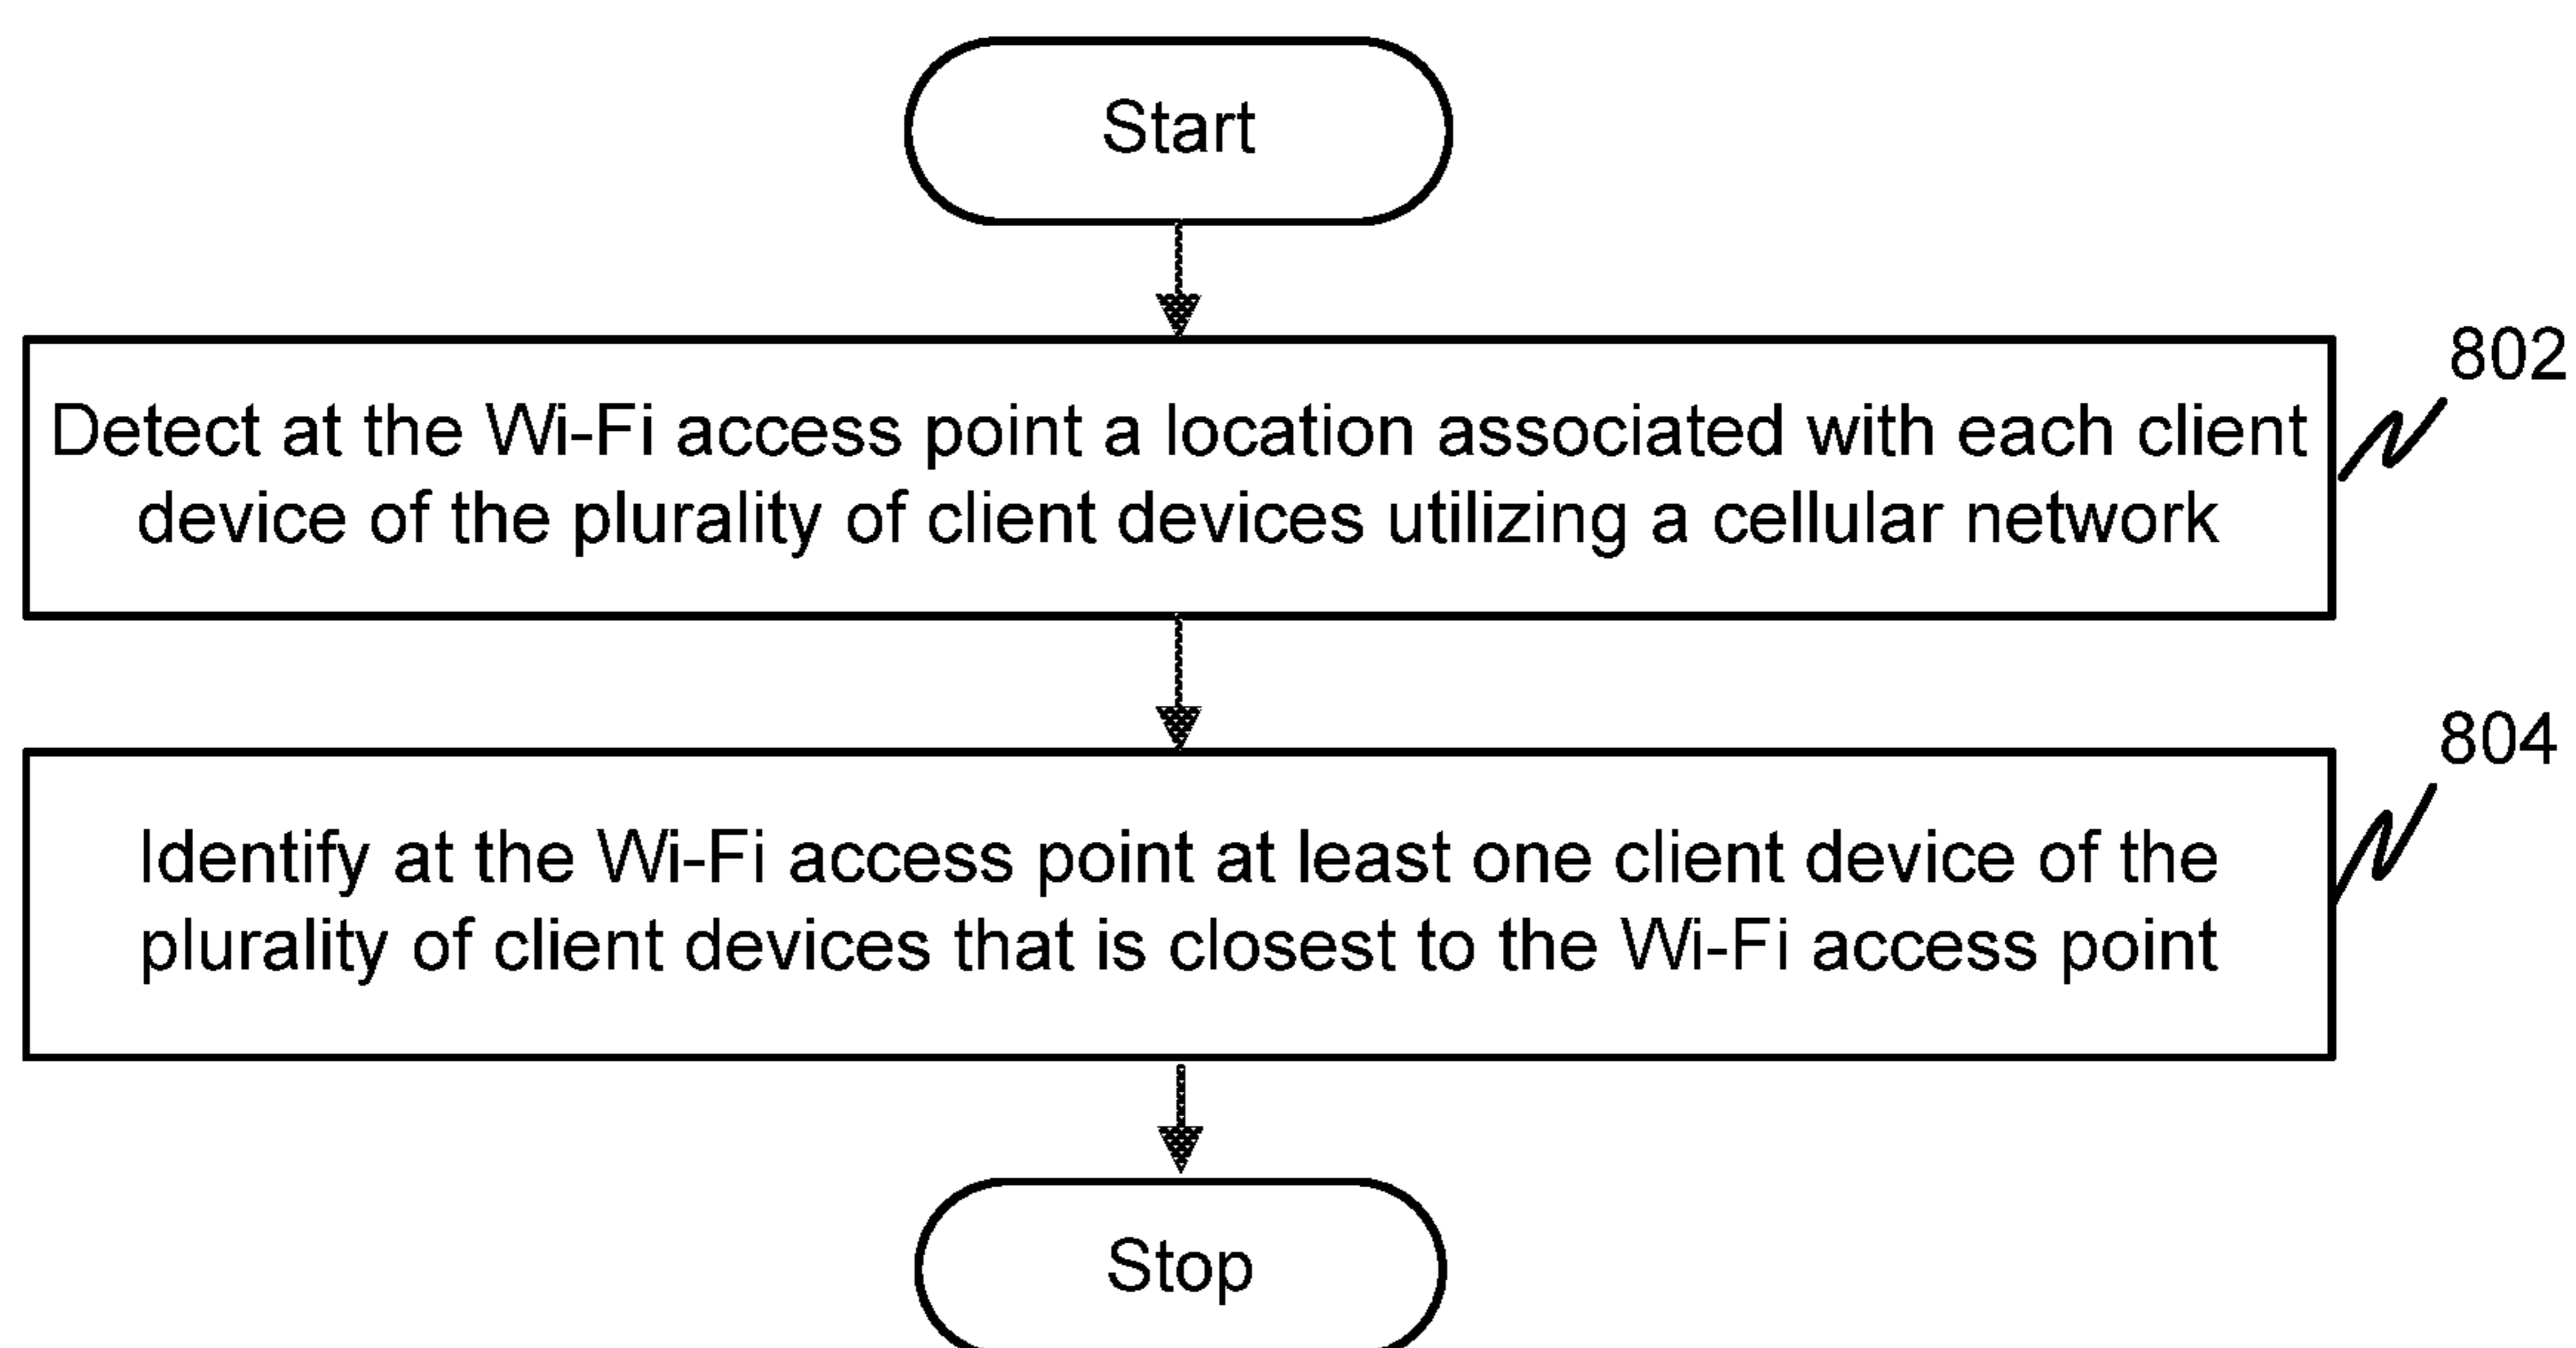 Start
802
Detect at the Wi-Fi access point a location associated with each client
device of the plurality of client devices utilizing a cellular network
804
Identify at the Wi-Fi access point at least one client device of the
plurality of client devices that is closest to the Wi-Fi access point
Stop